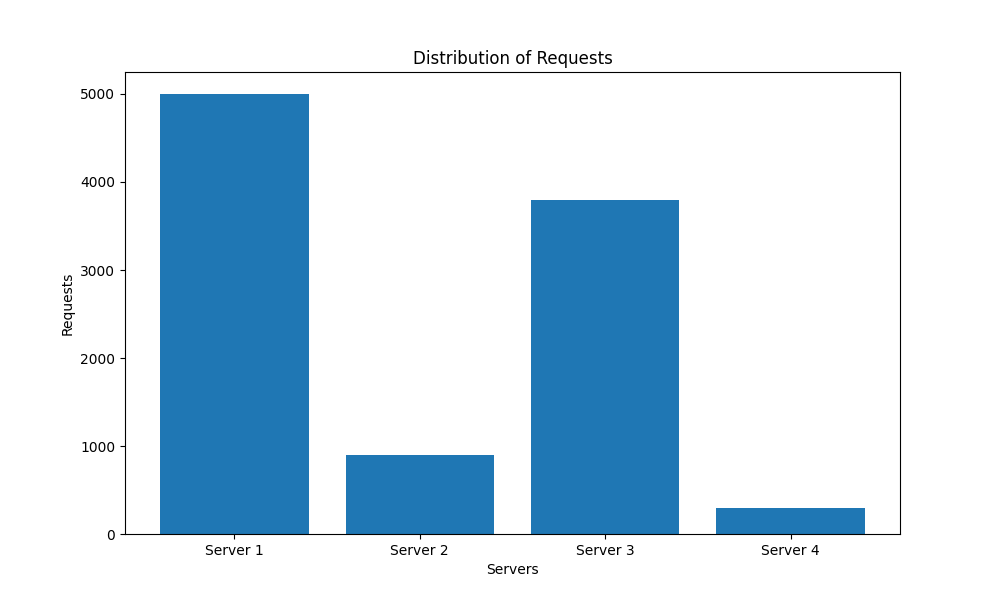 Distribution of Requests
Requests
5000
4000
3000
2000
1000
0
Server 1 Server 2 Server 3 Server 4
Servers